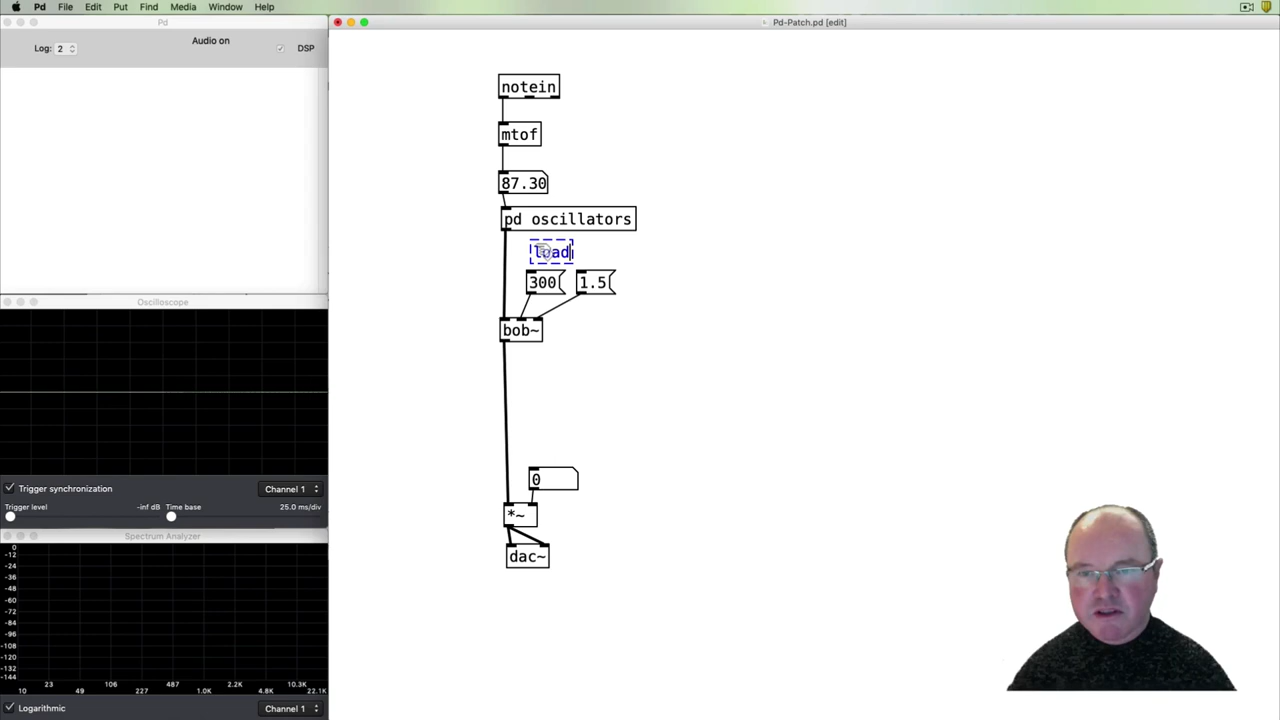 Pd File Edit Put Find Media Window Help
Pd
Pd-Patch.pd [edit]
Log: 2
Audio on
DSP
notein
mtof
87.30
pd oscillators
load
300
1.5
bob~
0
*~
dac~
Oscilloscope
Trigger synchronization
Channel 1
Trigger level
-inf dB
Time base
25.0 ms/div
Spectrum Analyzer
0
-12
-24
-36
-48
-60
-72
-84
-96
-108
-120
-132
-144
23 106 487 2.2K 10.3K
10 49 227 1.0K 4.8K 22.1K
Logarithmic
Channel 1